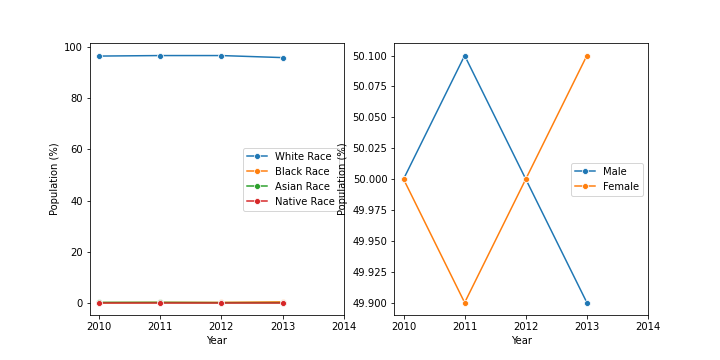 100
80
60
40
20
0
Population (%)
2010 2011 2012 2013 2014
Year
White Race
Black Race
Asian Race
Native Race
50.100
50.075
50.050
50.025
50.000
49.975
49.950
49.925
49.900
Population (%)
2010 2011 2012 2013 2014
Year
Male
Female